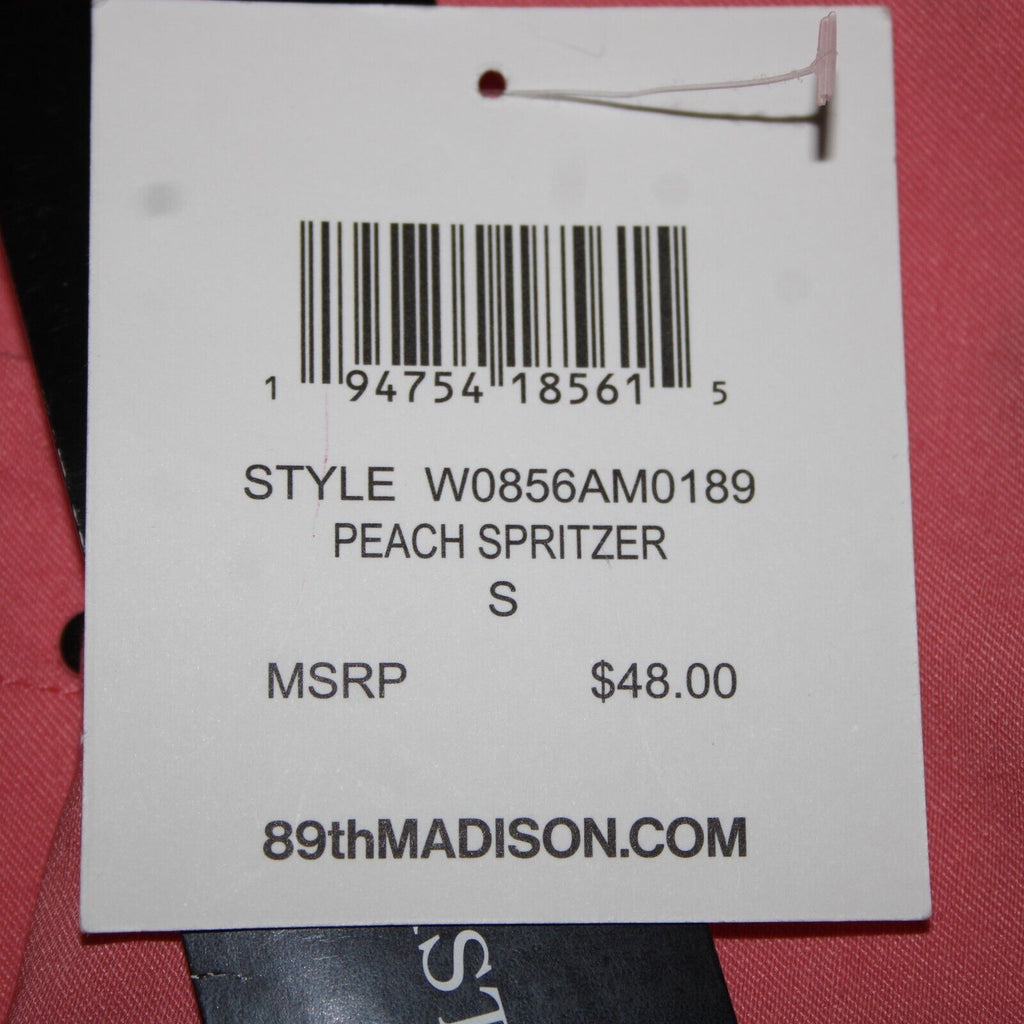 1 94754 18561 5
STYLE W0856AM0189
PEACH SPRITZER
S
MSRP $48.00
89thMADISON.COM